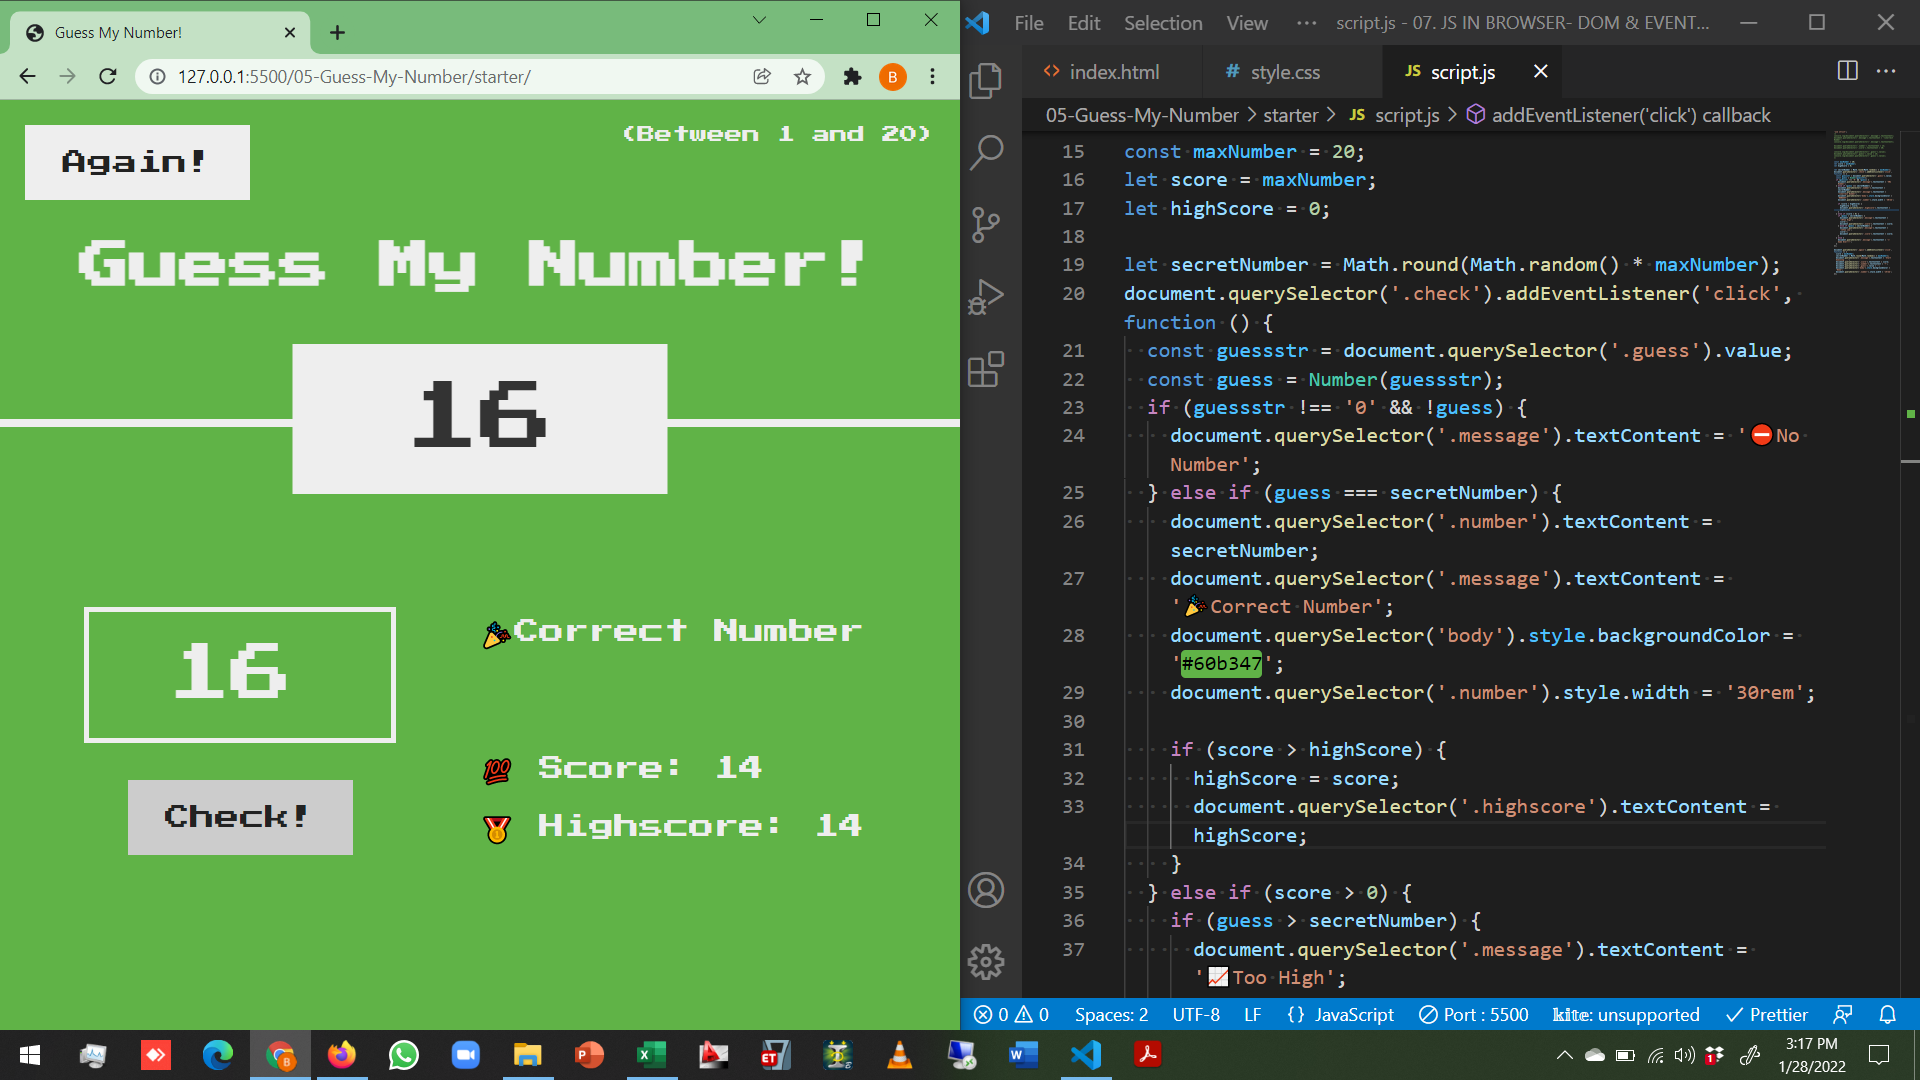 Guess My Number!
127.0.0.1:5500/05-Guess-My-Number/starter/
B
Again!
(Between 1 and 20)
Guess My Number!
16
16
🎉Correct Number
Check!
💯 Score: 14
🥇 Highscore: 14
File Edit Selection View ··· script.js - 07. JS IN BROWSER- DOM & EVENT...
<> index.html
# style.css
JS script.js
05-Guess-My-Number > starter > JS script.js > addEventListener('click') callback
15 const maxNumber = 20;
16 let score = maxNumber;
17 let highScore = 0;
18
19 let secretNumber = Math.round(Math.random() * maxNumber);
20 document.querySelector('.check').addEventListener('click',
function () {
21 const guessstr = document.querySelector('.guess').value;
22 const guess = Number(guessstr);
23 if (guessstr !== '0' && !guess) {
24 document.querySelector('.message').textContent = '⛔No
Number';
25 } else if (guess === secretNumber) {
26 document.querySelector('.number').textContent =
secretNumber;
27 document.querySelector('.message').textContent =
'🎉Correct Number';
28 document.querySelector('body').style.backgroundColor =
'#60b347';
29 document.querySelector('.number').style.width = '30rem';
30
31 if (score > highScore) {
32 highScore = score;
33 document.querySelector('.highscore').textContent =
highScore;
34 }
35 } else if (score > 0) {
36 if (guess > secretNumber) {
37 document.querySelector('.message').textContent =
'📈Too High';
0 0 Spaces: 2 UTF-8 LF {} JavaScript Port : 5500 kite: unsupported Prettier
3:17 PM
1/28/2022